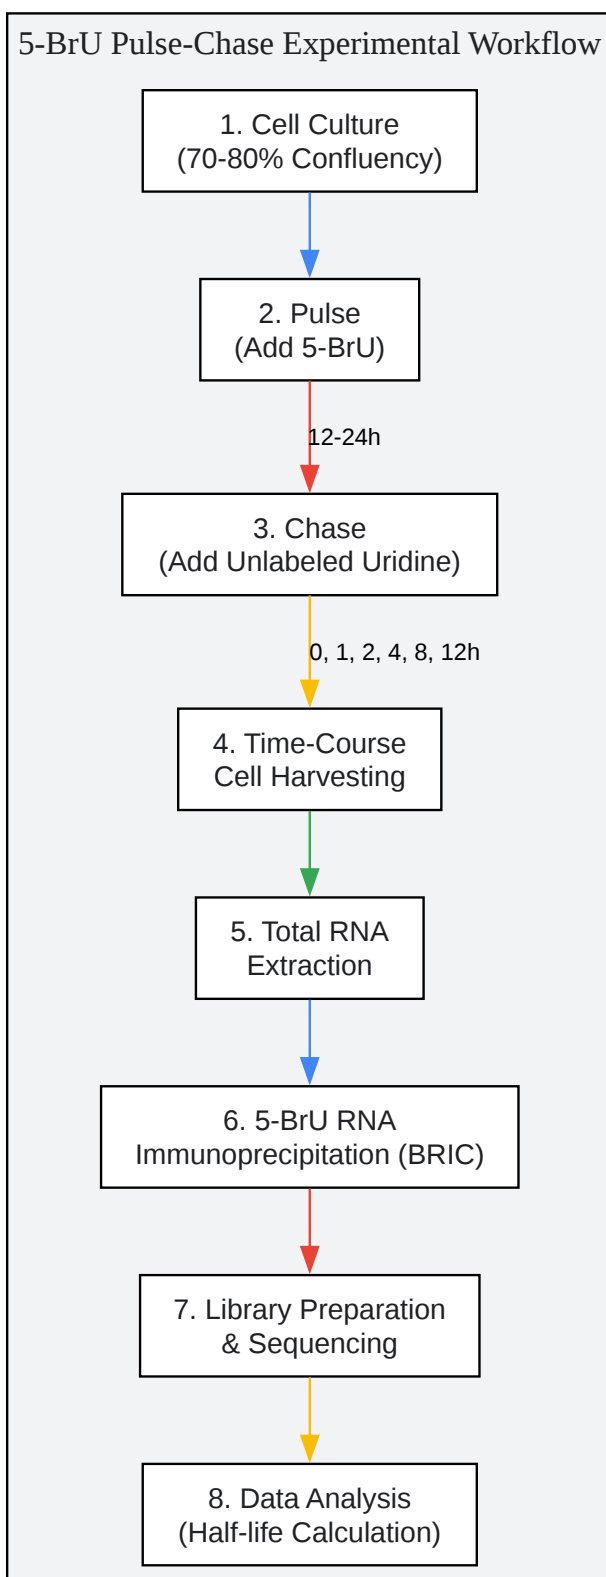 5-BrU Pulse-Chase Experimental Workflow
1. Cell Culture
(70-80% Confluency)
2. Pulse
(Add 5-BrU)
12-24h
3. Chase
(Add Unlabeled Uridine)
0, 1, 2, 4, 8, 12h
4. Time-Course
Cell Harvesting
5. Total RNA
Extraction
6. 5-BrU RNA
Immunoprecipitation (BRIC)
7. Library Preparation
& Sequencing
8. Data Analysis
(Half-life Calculation)